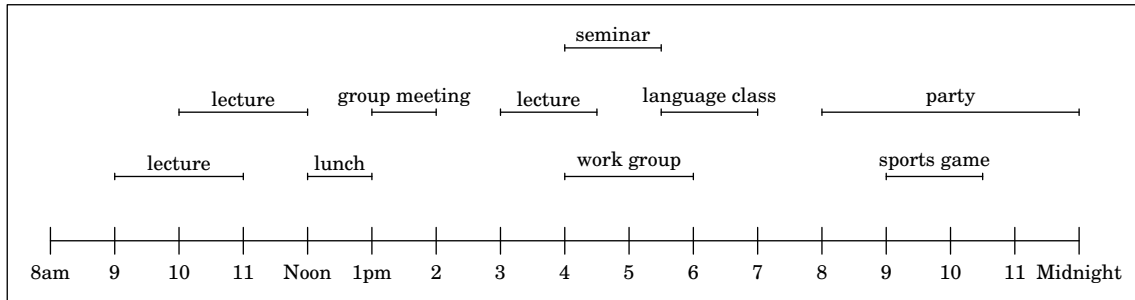 seminar
lecture group meeting lecture language class party
lecture lunch work group sports game
8am 9 10 11 Noon 1pm 2 3 4 5 6 7 8 9 10 11 Midnight